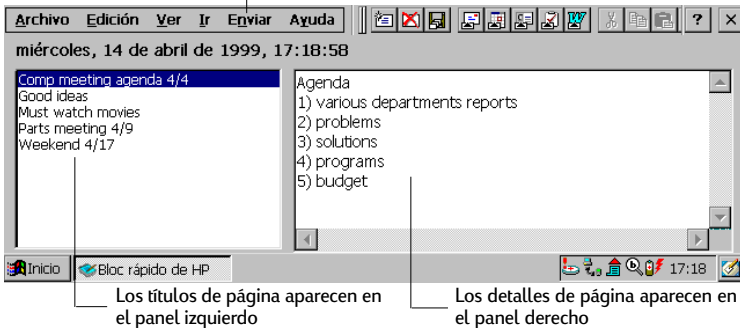 Archivo Edición Ver Ir Enviar Ayuda ? ×
miércoles, 14 de abril de 1999, 17:18:58
Comp meeting agenda 4/4
Good ideas
Must watch movies
Parts meeting 4/9
Weekend 4/17
Agenda
1) various departments reports
2) problems
3) solutions
4) programs
5) budget
Inicio Bloc rápido de HP 17:18
Los títulos de página aparecen en
el panel izquierdo
Los detalles de página aparecen en
el panel derecho